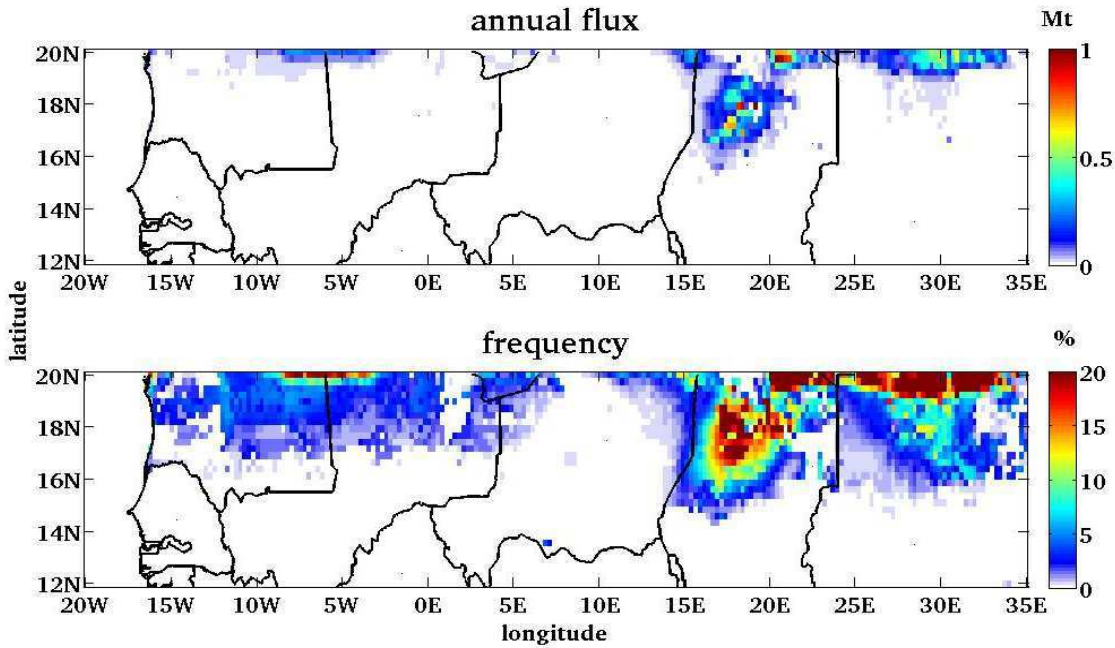 annual flux
Mt
20N
18N
16N
14N
12N
20W 15W 10W 5W 0E 5E 10E 15E 20E 25E 30E 35E
1
0.5
0
latitude
frequency
%
20N
18N
16N
14N
12N
20W 15W 10W 5W 0E 5E 10E 15E 20E 25E 30E 35E
20
15
10
5
0
longitude